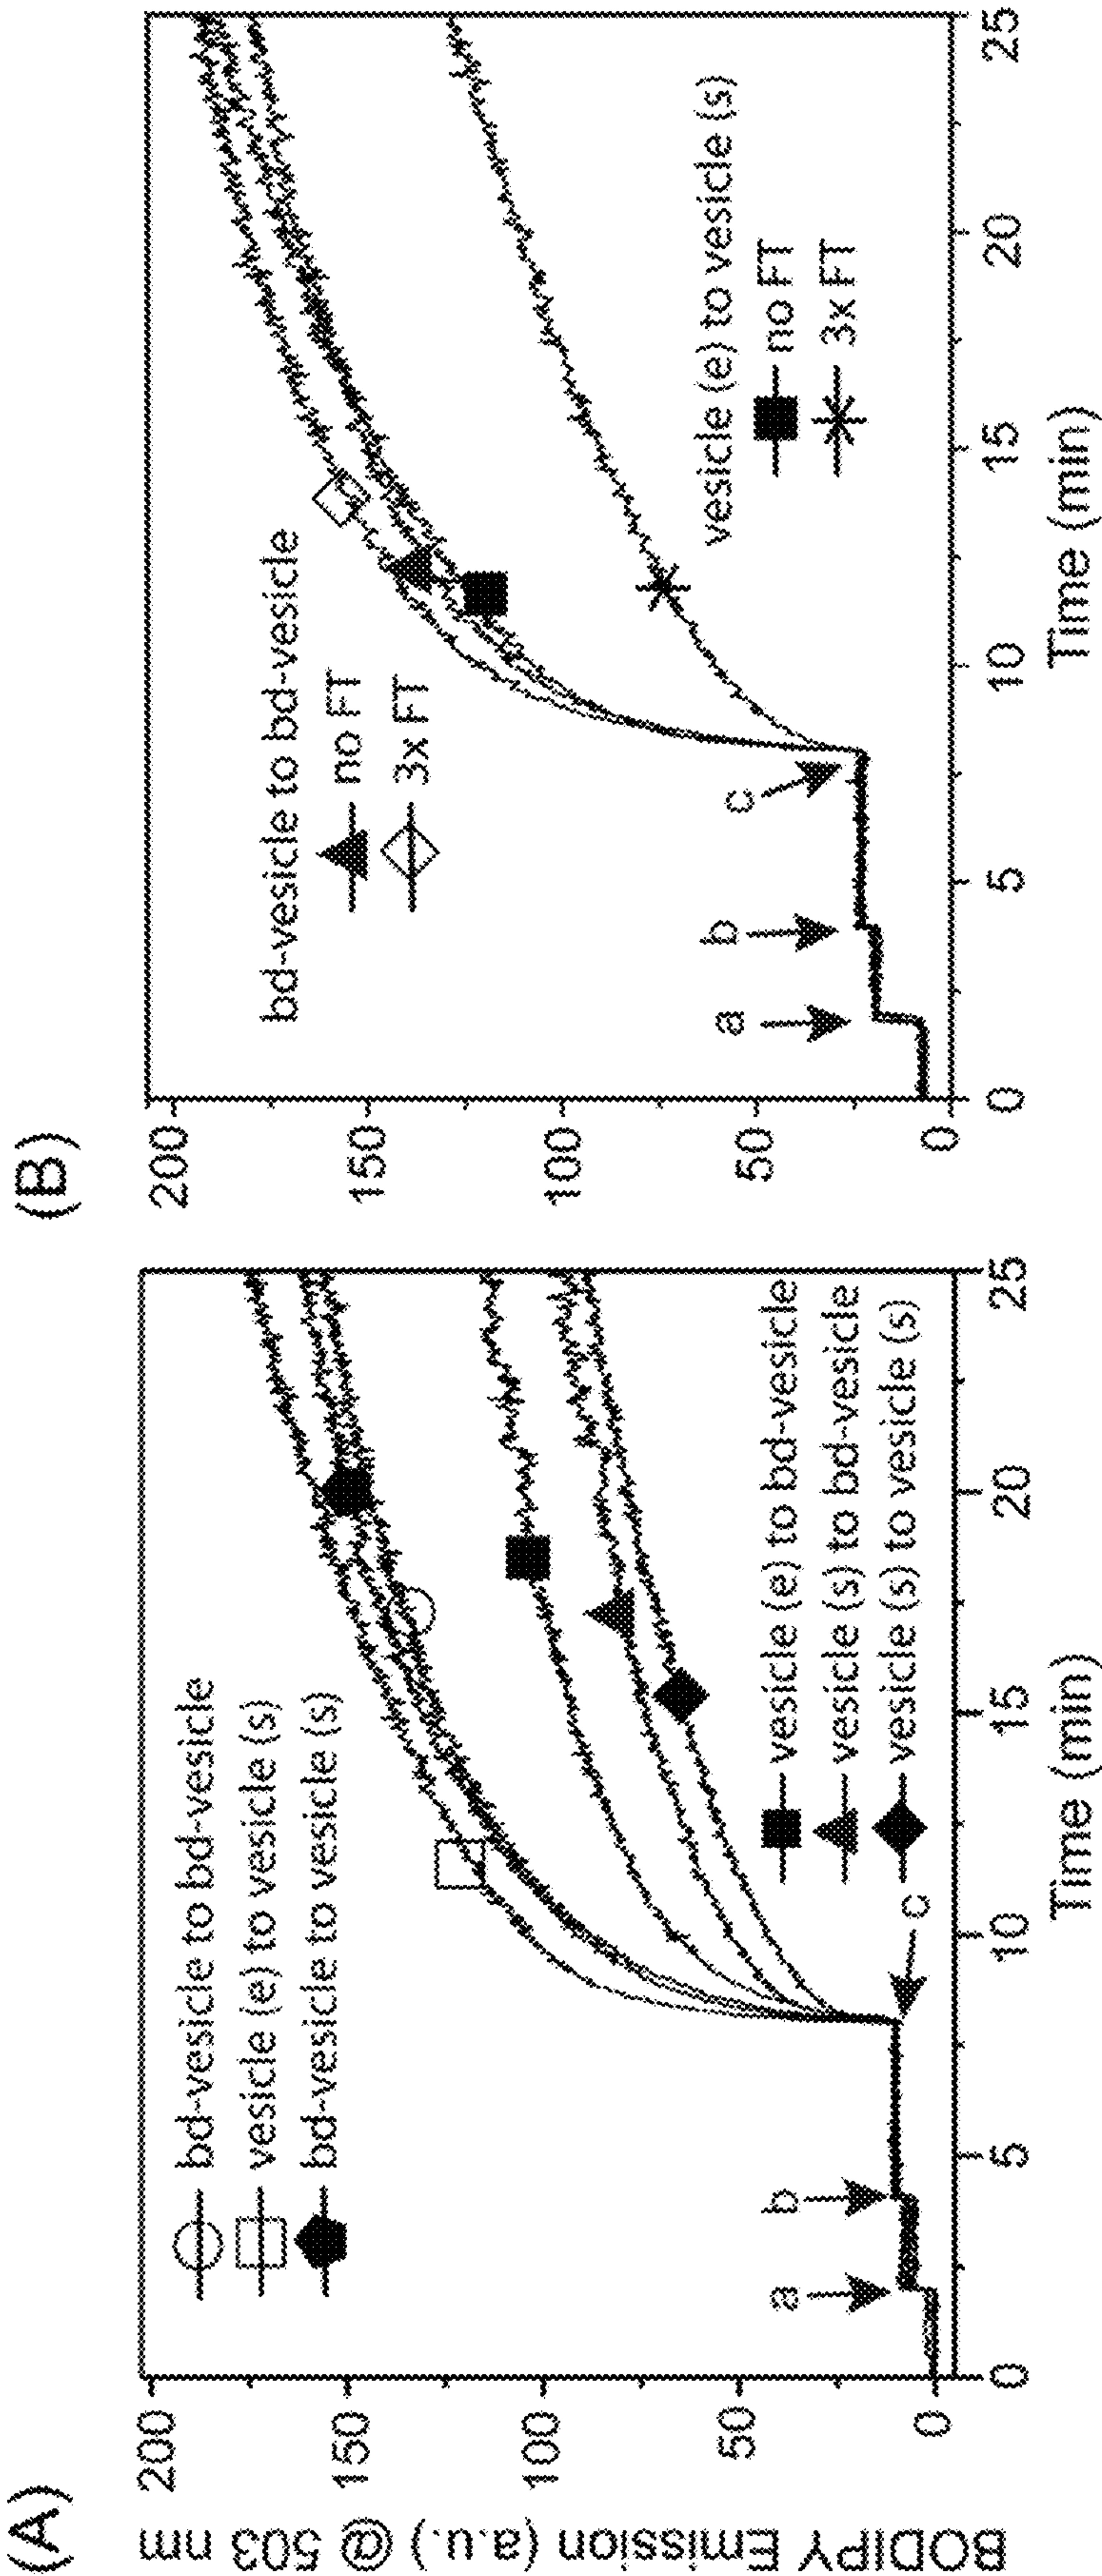 (A)
BODIPY Emission (a.u.) @ 503 nm
200
150
100
50
0
bd-vesicle to bd-vesicle
vesicle (e) to vesicle (s)
bd-vesicle to vesicle (s)
a
b
c
vesicle (e) to bd-vesicle
vesicle (s) to bd-vesicle
vesicle (s) to vesicle (s)
0 5 10 15 20 25
Time (min)
(B)
200
150
100
50
0
bd-vesicle to bd-vesicle
no FT
3x FT
a
b
c
vesicle (e) to vesicle (s)
no FT
3x FT
0 5 10 15 20 25
Time (min)